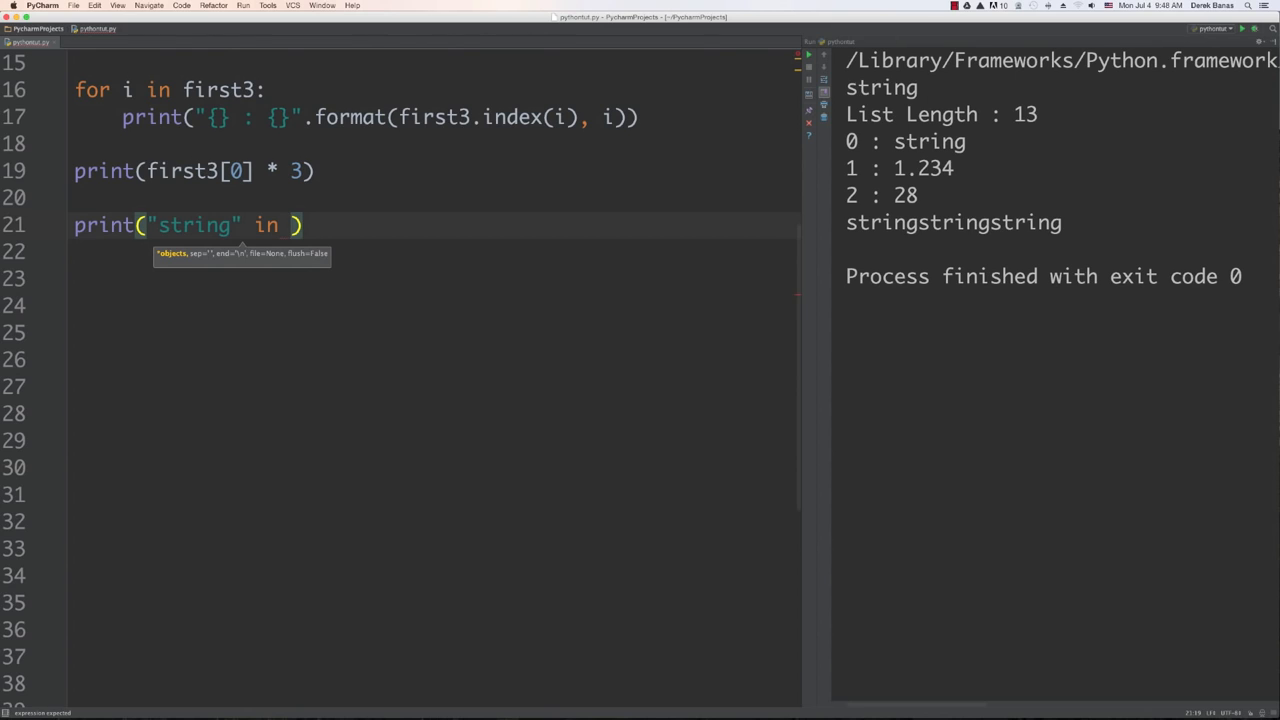 PyCharm File Edit View Navigate Code Refactor Run Tools VCS Window Help
10 Mon Jul 4 9:48 AM Derek Banas
pythontut.py - PycharmProjects - [~/PycharmProjects]
PycharmProjects pythontut.py pythontut
pythontut.py
Run pythontut
15
16 for i in first3:
17 print("{} : {}".format(first3.index(i), i))
18
19 print(first3[0] * 3)
20
21 print("string" in )
*objects, sep='', end='\n', file=None, flush=False
22
23
24
25
26
27
28
29
30
31
32
33
34
35
36
37
38
/Library/Frameworks/Python.framework
string
List Length : 13
0 : string
1 : 1.234
2 : 28
stringstringstring
Process finished with exit code 0
expression expected
21:19 LF‡ UTF-8‡